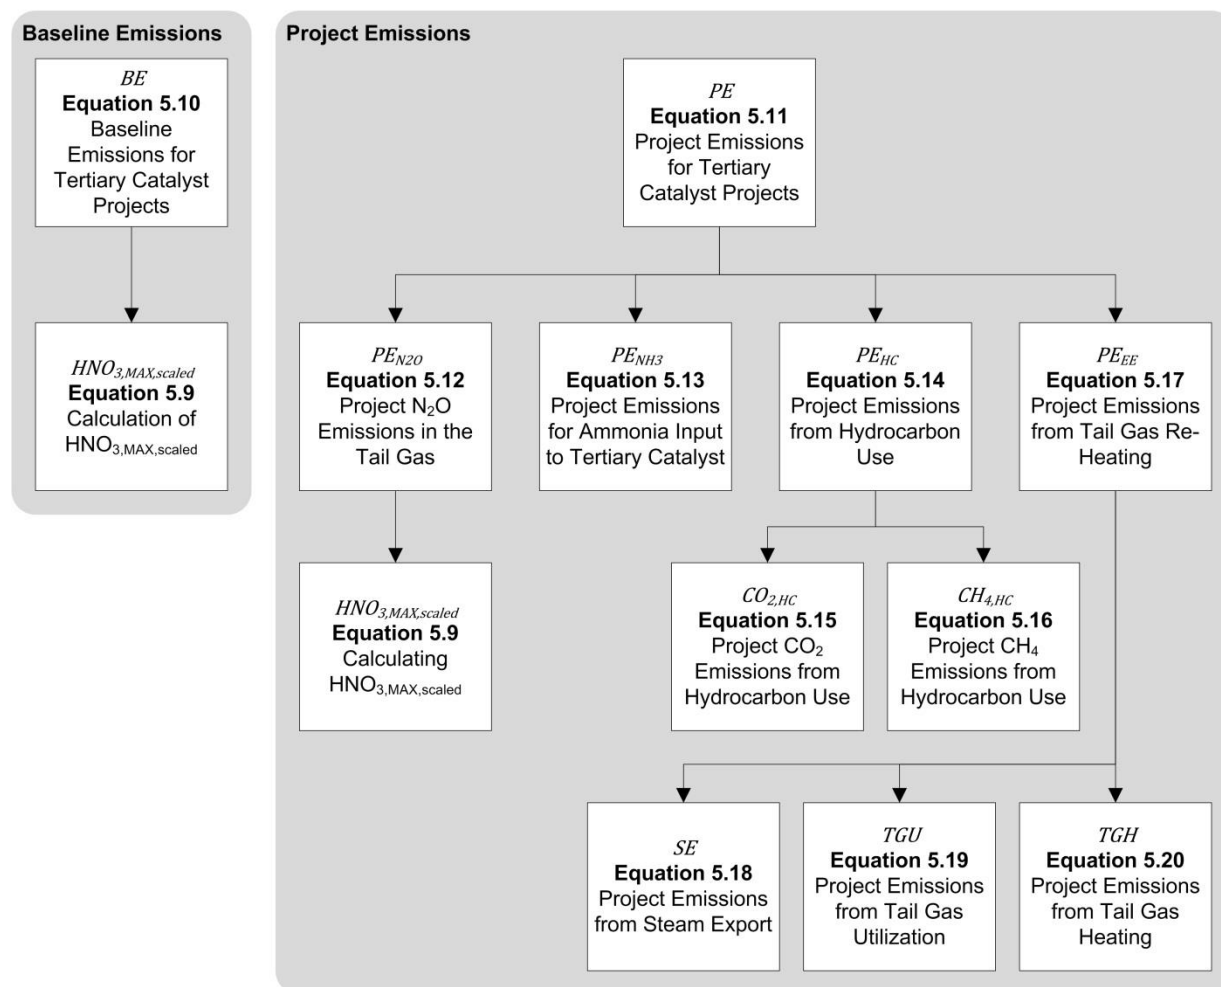 Baseline Emissions
BE
Equation 5.10
Baseline
Emissions for
Tertiary Catalyst
Projects
HNO₃,MAX,scaled
Equation 5.9
Calculation of
HNO₃,MAX,scaled
Project Emissions
PE
Equation 5.11
Project Emissions
for Tertiary
Catalyst Projects
PE_N2O
Equation 5.12
Project N₂O
Emissions in the
Tail Gas
PE_NH3
Equation 5.13
Project Emissions
for Ammonia Input
to Tertiary Catalyst
PE_HC
Equation 5.14
Project Emissions
from Hydrocarbon
Use
PE_EE
Equation 5.17
Project Emissions
from Tail Gas Re-
Heating
HNO₃,MAX,scaled
Equation 5.9
Calculating
HNO₃,MAX,scaled
CO₂,HC
Equation 5.15
Project CO₂
Emissions from
Hydrocarbon Use
CH₄,HC
Equation 5.16
Project CH₄
Emissions from
Hydrocarbon Use
SE
Equation 5.18
Project Emissions
from Steam Export
TGU
Equation 5.19
Project Emissions
from Tail Gas
Utilization
TGH
Equation 5.20
Project Emissions
from Tail Gas
Heating